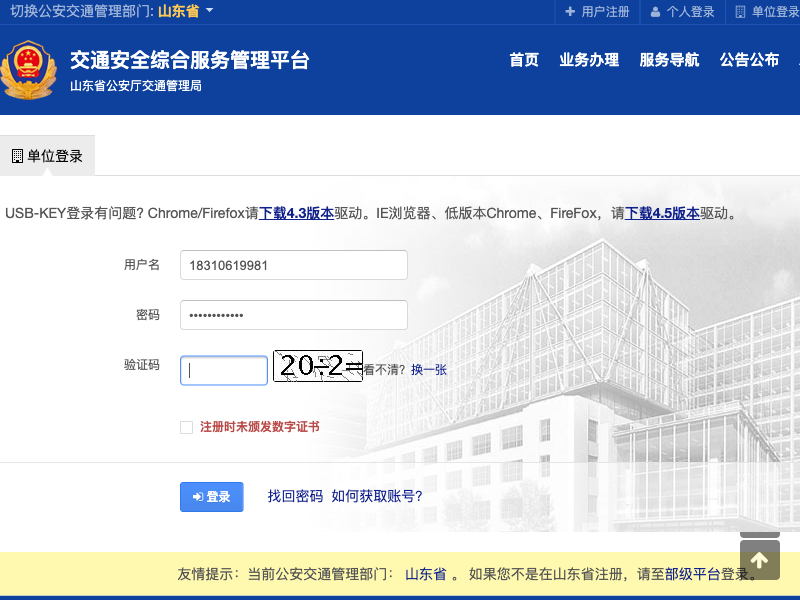 切换公安交通管理部门: 山东省
用户注册
个人登录
单位登录
交通安全综合服务管理平台
山东省公安厅交通管理局
首页 业务办理 服务导航 公告公布
单位登录
USB-KEY登录有问题? Chrome/Firefox请下载4.3版本驱动。IE浏览器、低版本Chrome、FireFox，请下载4.5版本驱动。
用户名 18310619981
密码 ••••••••••••
验证码 20÷2= 看不清? 换一张
注册时未颁发数字证书
登录 找回密码 如何获取账号?
友情提示：当前公安交通管理部门： 山东省 。如果您不是在山东省注册，请至部级平台登录。